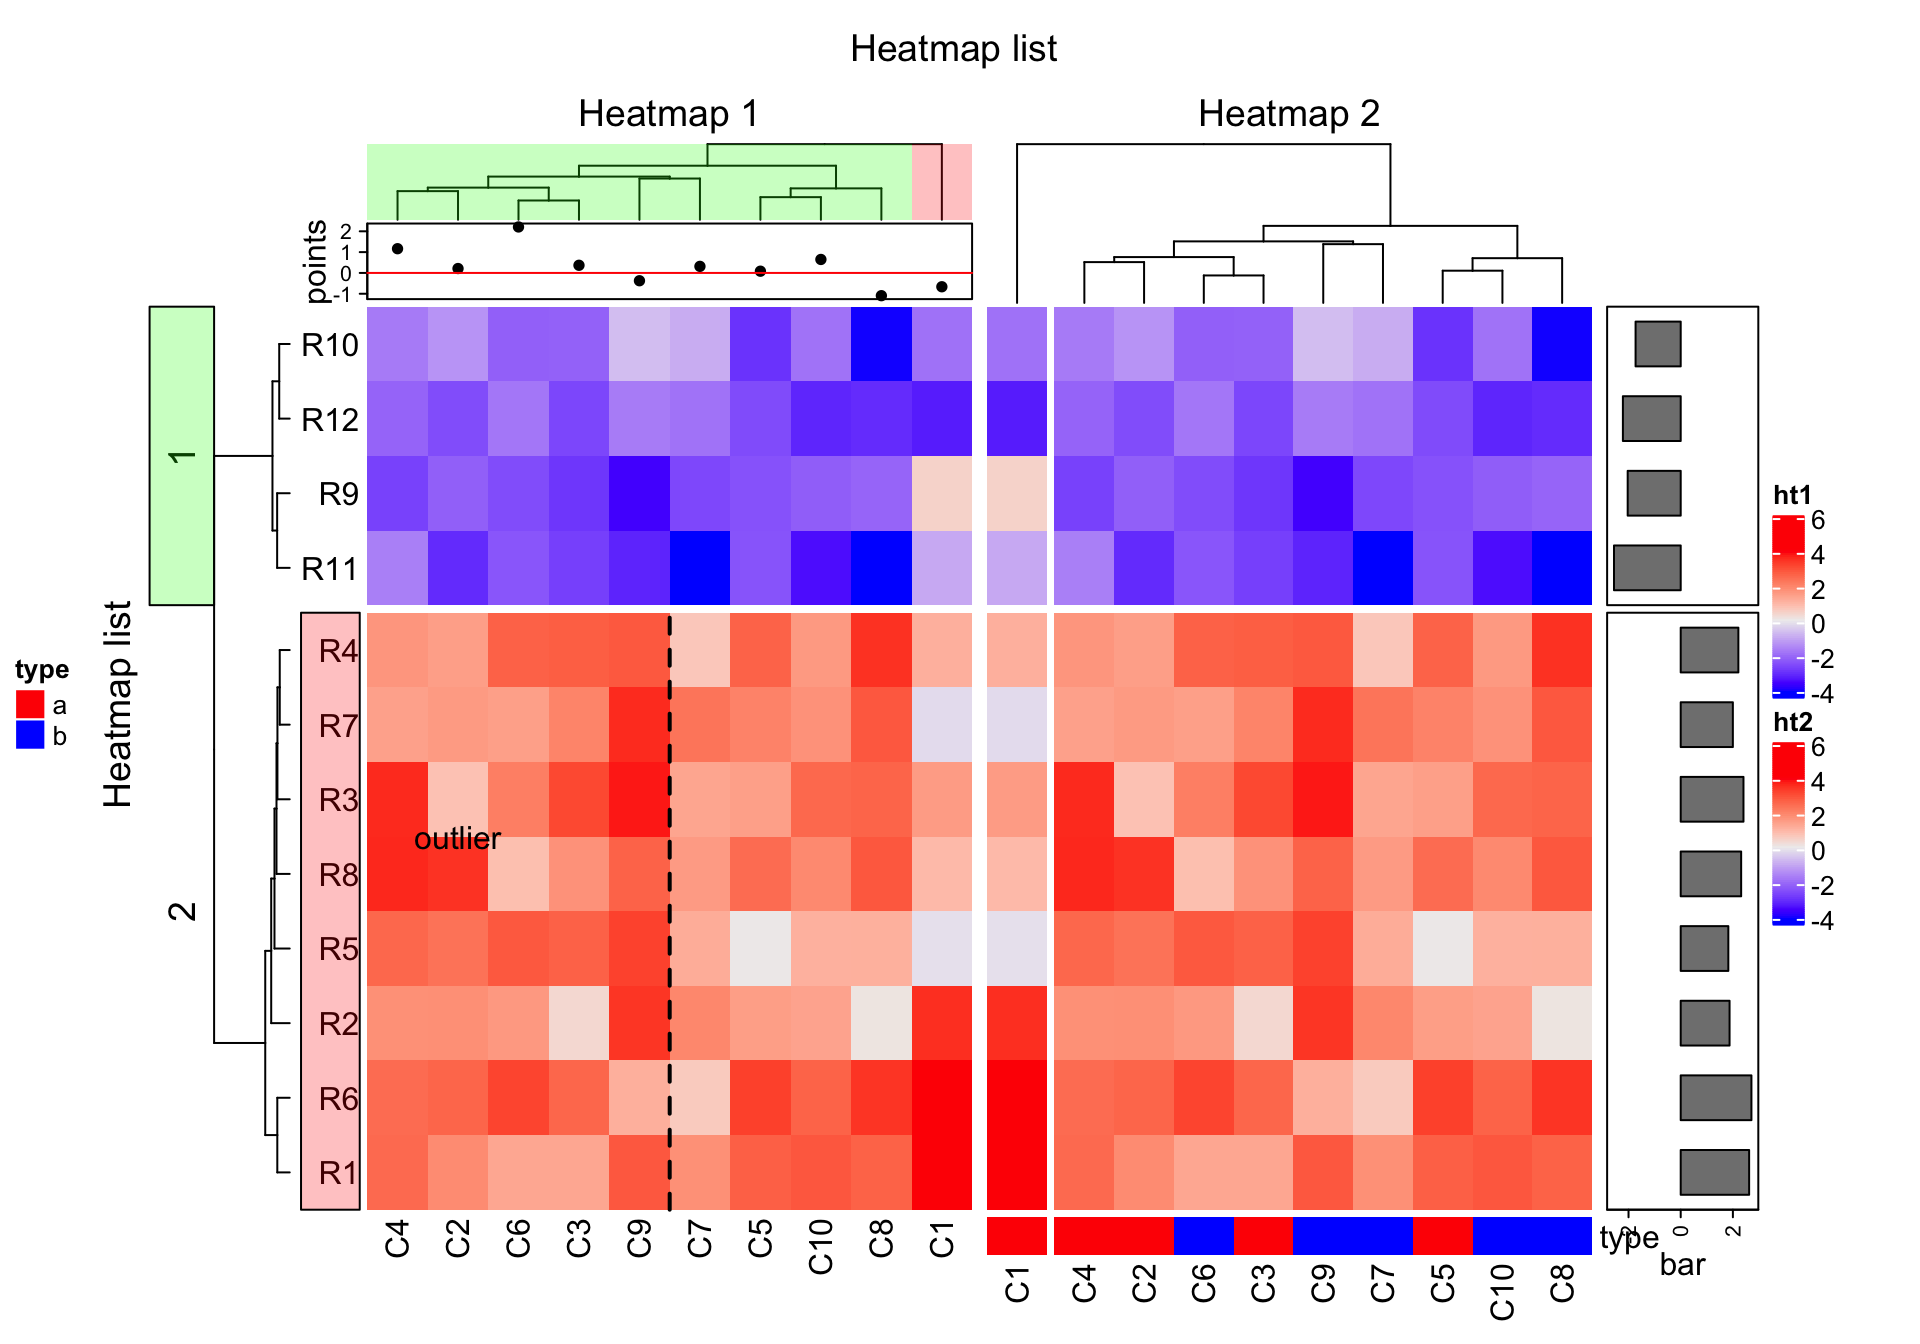 Heatmap list
Heatmap 1
Heatmap 2
points
2
1
0
-1
Heatmap list
1
2
R10
R12
R9
R11
R4
R7
R3
outlier
R8
R5
R2
R6
R1
type
a
b
ht1
6
4
2
0
-2
-4
ht2
6
4
2
0
-2
-4
C4 C2 C6 C3 C9 C7 C5 C10 C8 C1
C1 C4 C2 C6 C3 C9 C7 C5 C10 C8
type
-2 0 2
bar